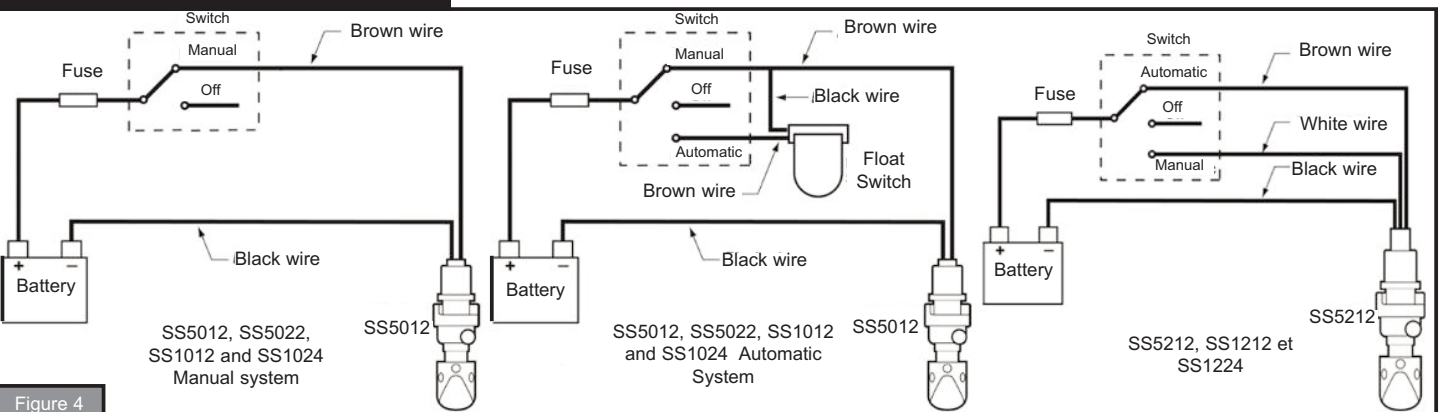 Switch
Brown wire
Manual
Fuse
Off
Black wire
+ –
Battery
SS5012
SS5012, SS5022,
SS1012 and SS1024
Manual system
Switch
Brown wire
Manual
Fuse
Off
Black wire
Automatic
Float
Switch
Brown wire
Black wire
+ –
Battery
SS5012
SS5012, SS5022, SS1012
and SS1024 Automatic
System
Switch
Brown wire
Automatic
Fuse
Off
White wire
Manual
Black wire
+ –
Battery
SS5212
SS5212, SS1212 et
SS1224
Figure 4